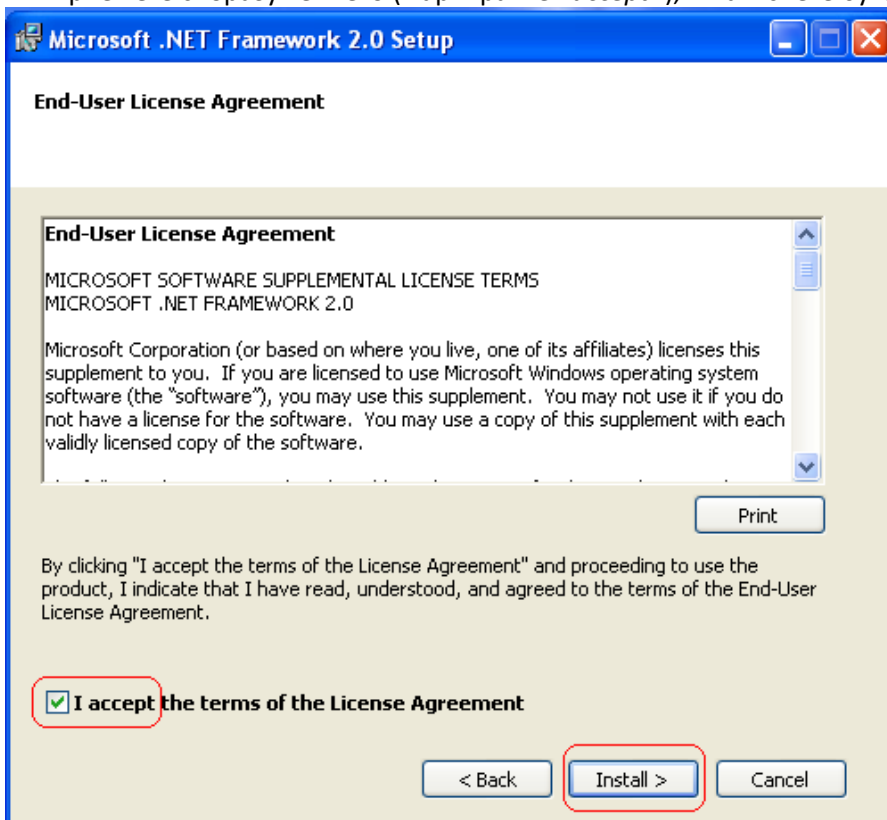 Microsoft .NET Framework 2.0 Setup
End-User License Agreement
End-User License Agreement
MICROSOFT SOFTWARE SUPPLEMENTAL LICENSE TERMS
MICROSOFT .NET FRAMEWORK 2.0
Microsoft Corporation (or based on where you live, one of its affiliates) licenses this
supplement to you. If you are licensed to use Microsoft Windows operating system
software (the “software”), you may use this supplement. You may not use it if you do
not have a license for the software. You may use a copy of this supplement with each
validly licensed copy of the software.
Print
By clicking "I accept the terms of the License Agreement" and proceeding to use the
product, I indicate that I have read, understood, and agreed to the terms of the End-User
License Agreement.
I accept the terms of the License Agreement
< Back
Install >
Cancel